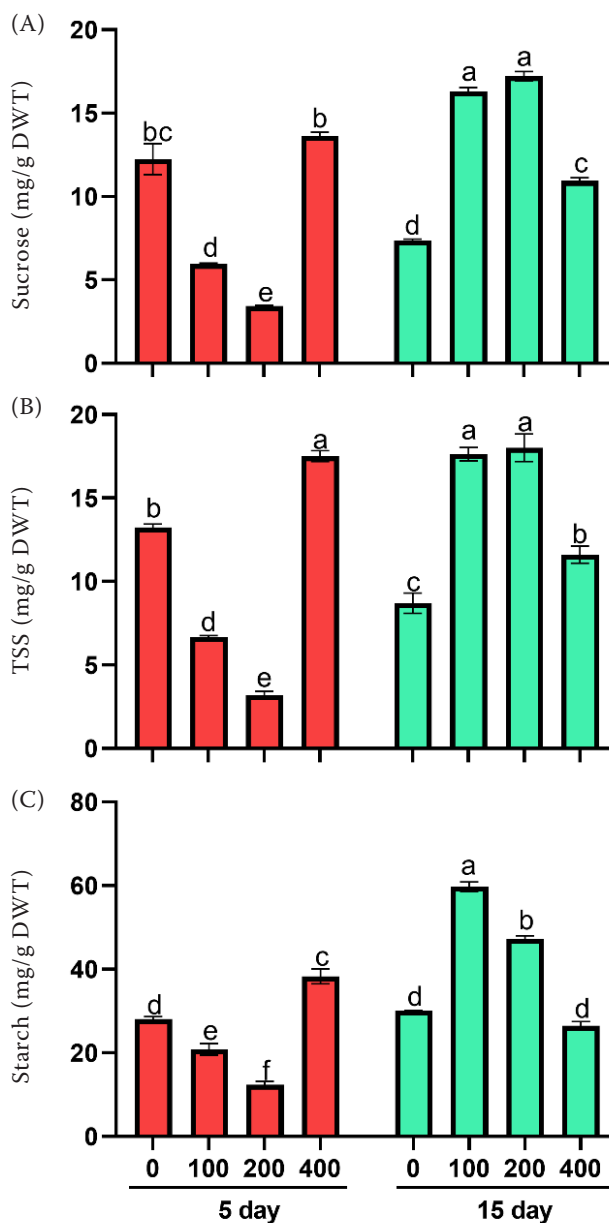 (A)
Sucrose (mg/g DWT)
20
15
10
5
0
bc
d
e
b
d
a
a
c
(B)
TSS (mg/g DWT)
20
15
10
5
0
b
d
e
a
c
a
a
b
(C)
Starch (mg/g DWT)
80
60
40
20
0
d
e
f
c
d
a
b
d
0 100 200 400 0 100 200 400
5 day 15 day